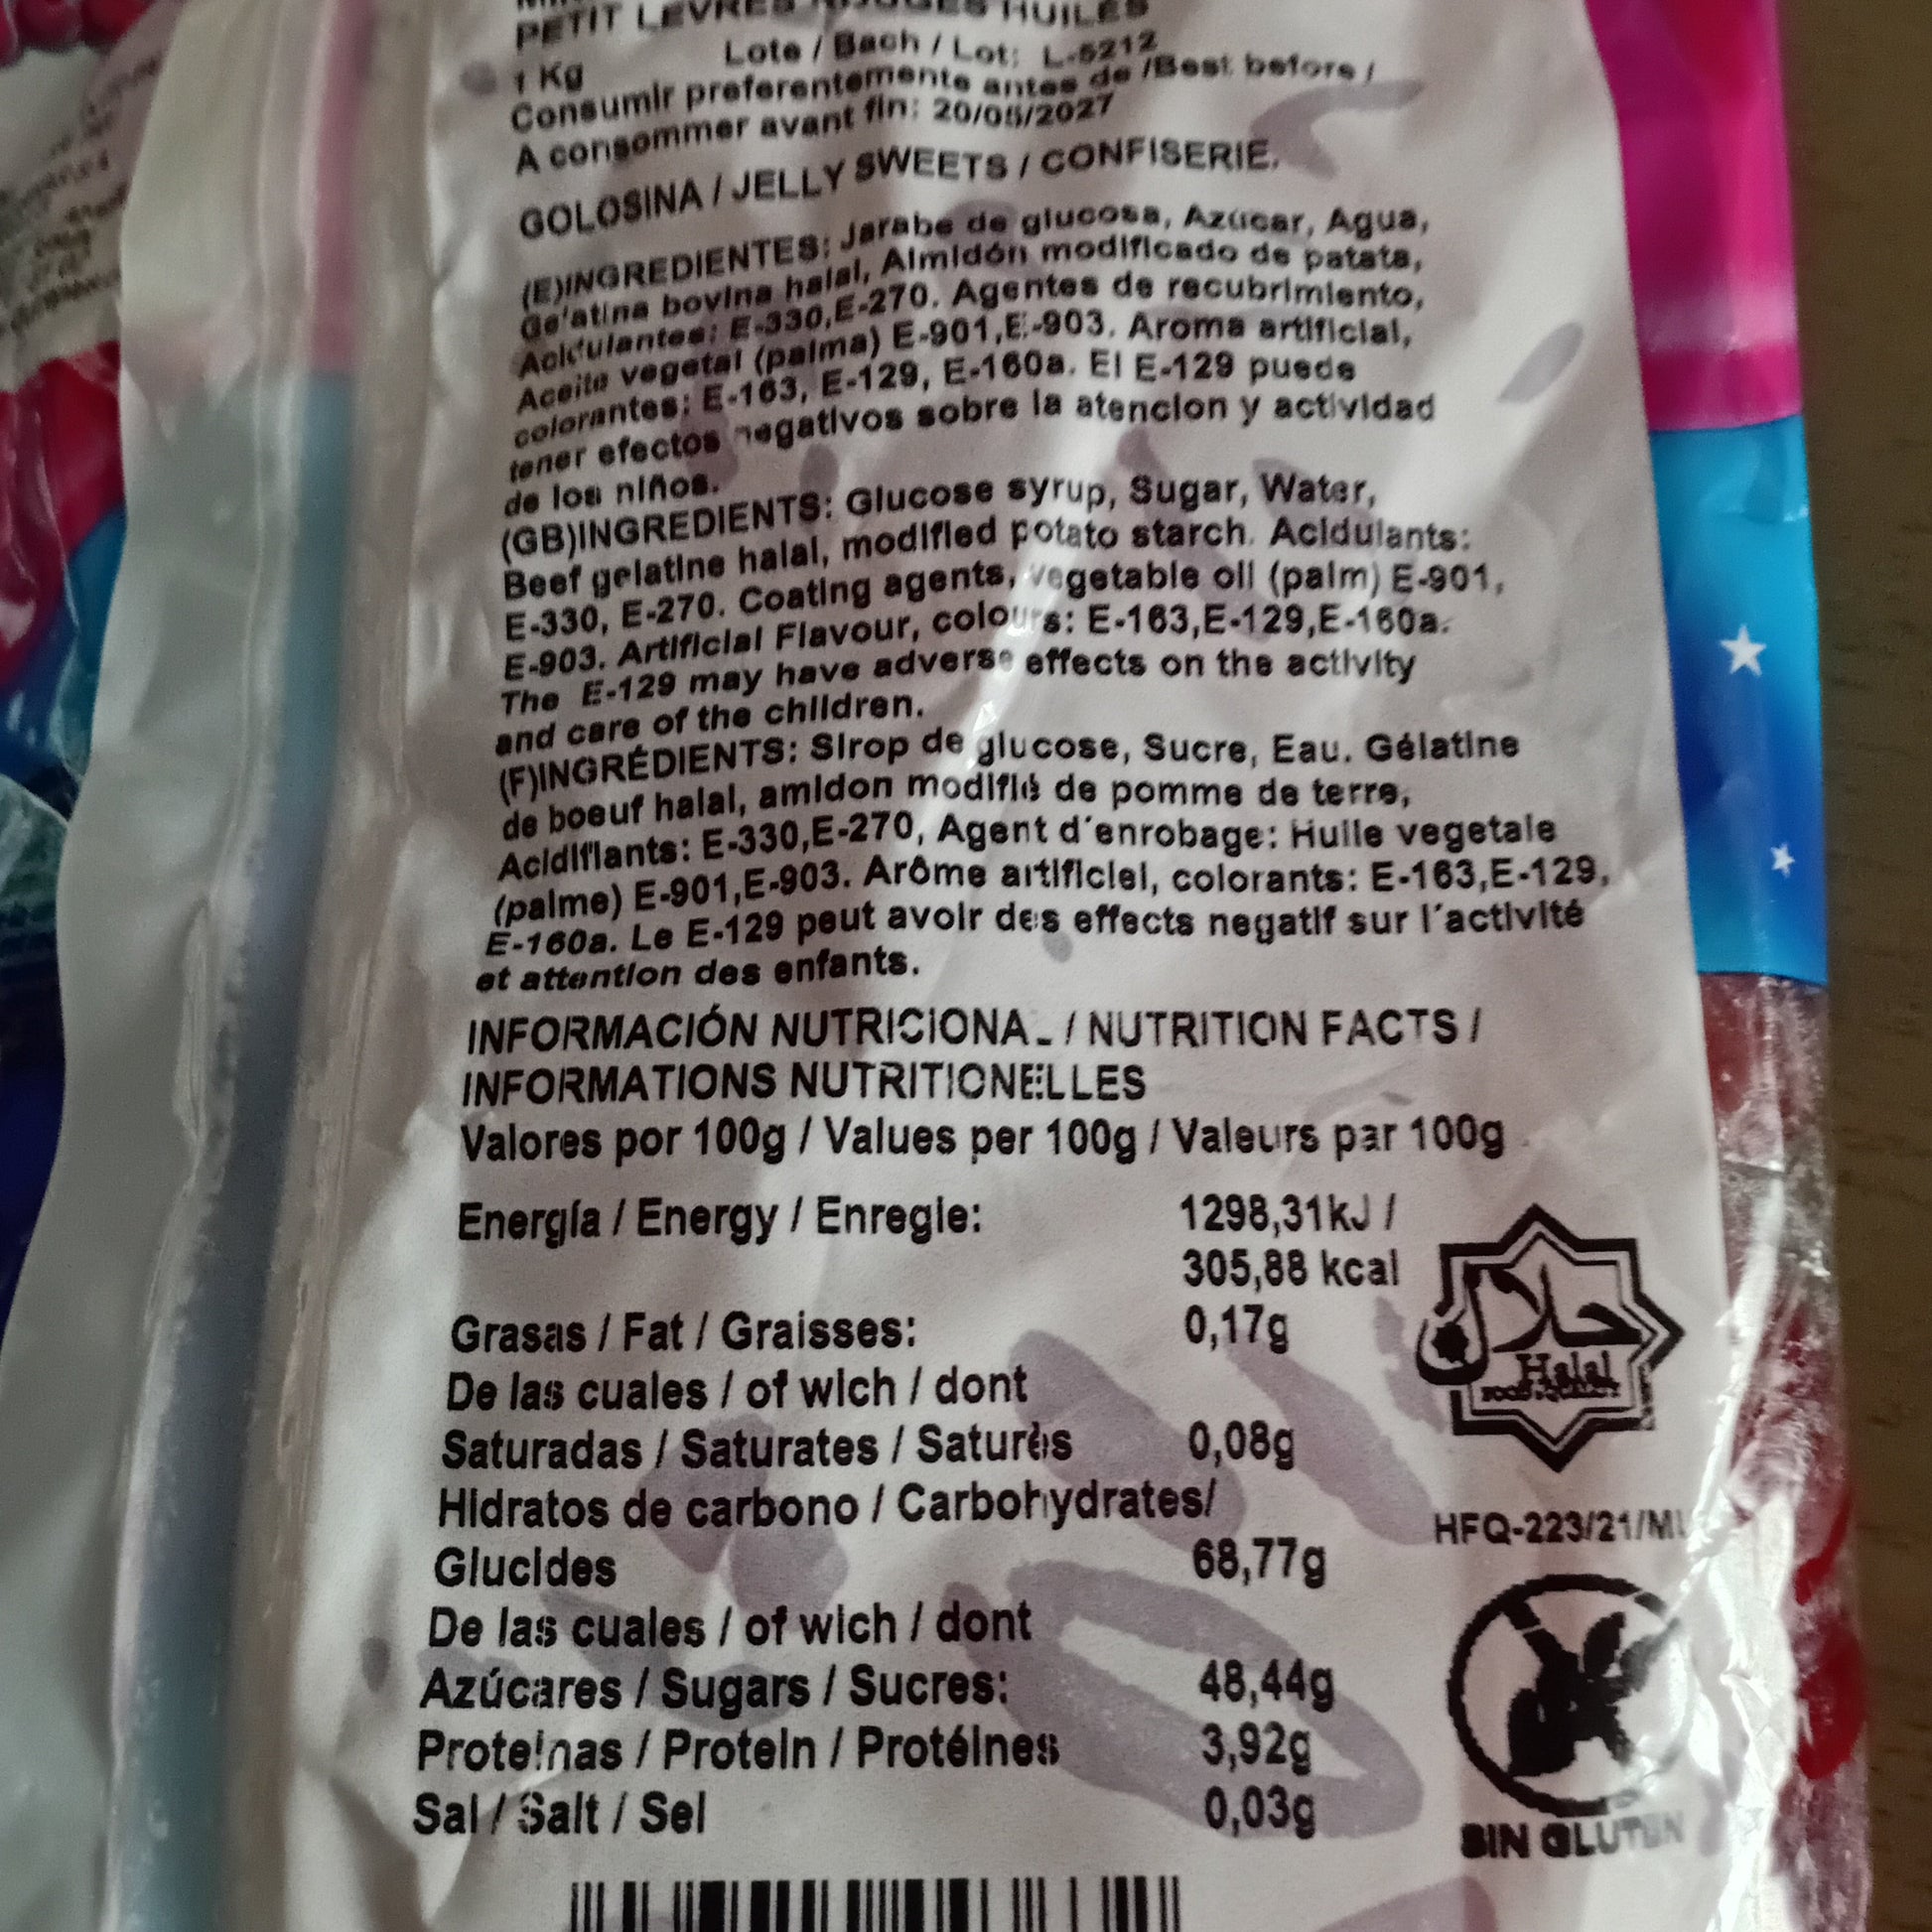 PETIT LEVRES ROUGES HUILES
1 Kg Lote / Bach / Lot: L-5212
Consumir preferentemente antes de /Best before /
A consommer avant fin: 20/05/2027
GOLOSINA / JELLY SWEETS / CONFISERIE.
(E)INGREDIENTES: Jarabe de glucosa, Azúcar, Agua,
Gelatina bovina halal, Almidón modificado de patata,
Acidulantes: E-330,E-270. Agentes de recubrimiento,
Aceite vegetal (palma) E-901,E-903. Aroma artificial,
colorantes: E-163, E-129, E-160a. El E-129 puede
tener efectos negativos sobre la atencion y actividad
de los niños.
(GB)INGREDIENTS: Glucose syrup, Sugar, Water,
Beef gelatine halal, modified potato starch. Acidulants:
E-330, E-270. Coating agents, vegetable oil (palm) E-901,
E-903. Artificial Flavour, colours: E-163,E-129,E-160a.
The E-129 may have adverse effects on the activity
and care of the children.
(F)INGRÉDIENTS: Sirop de glucose, Sucre, Eau. Gélatine
de boeuf halal, amidon modifié de pomme de terre,
Acidifiants: E-330,E-270, Agent d´enrobage: Huile vegetale
(palme) E-901,E-903. Arôme artificiel, colorants: E-163,E-129,
E-160a. Le E-129 peut avoir des effects negatif sur l´activité
et attention des enfants.
INFORMACIÓN NUTRICIONAL / NUTRITION FACTS /
INFORMATIONS NUTRITIONELLES
Valores por 100g / Values per 100g / Valeurs par 100g
Energía / Energy / Enregie: 1298,31kJ /
305,88 kcal
Grasas / Fat / Graisses: 0,17g
De las cuales / of wich / dont
Saturadas / Saturates / Saturés 0,08g
Hidratos de carbono / Carbohydrates/
Glucides 68,77g
De las cuales / of wich / dont
Azúcares / Sugars / Sucres: 48,44g
Proteinas / Protein / Protéines 3,92g
Sal / Salt / Sel 0,03g
حلال
Halal
FOOD QUALITY
HFQ-223/21/MU
SIN GLUTEN